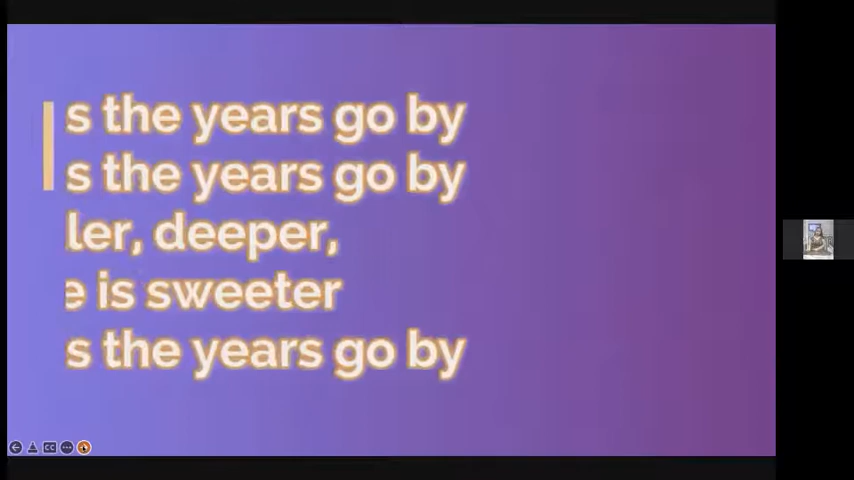 s the years go by
s the years go by
ler, deeper,
e is sweeter
s the years go by